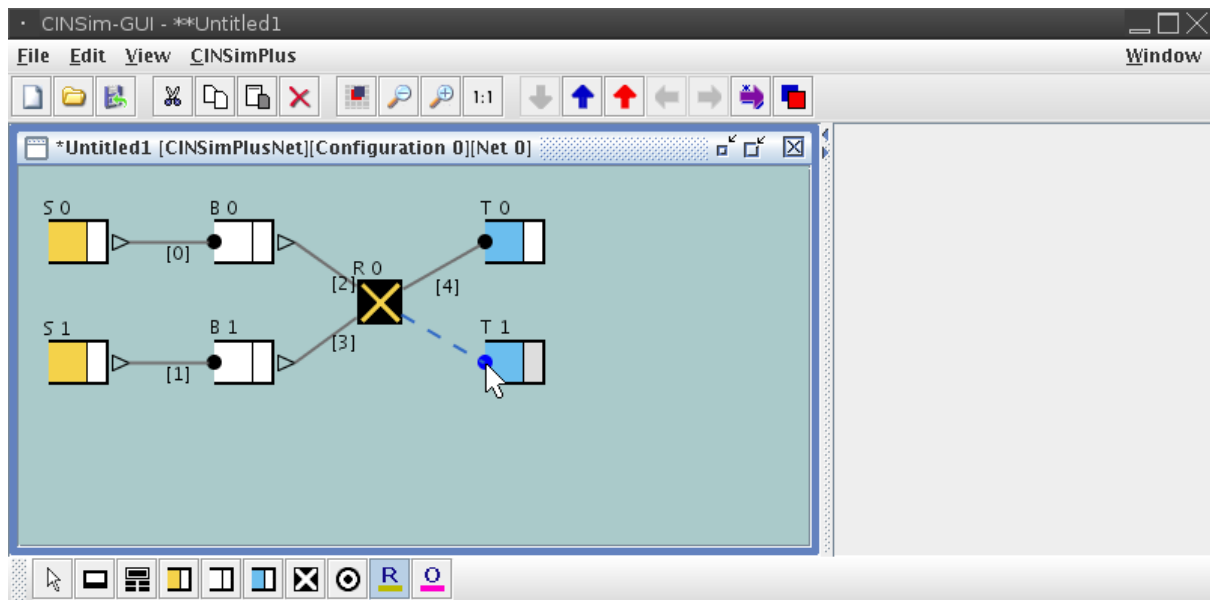 CINSim-GUI - **Untitled1
File Edit View CINSimPlus Window
1:1
*Untitled1 [CINSimPlusNet][Configuration 0][Net 0]
S 0 B 0 T 0
[0]
R 0
[2] [4]
S 1 B 1 T 1
[3]
[1]
R O